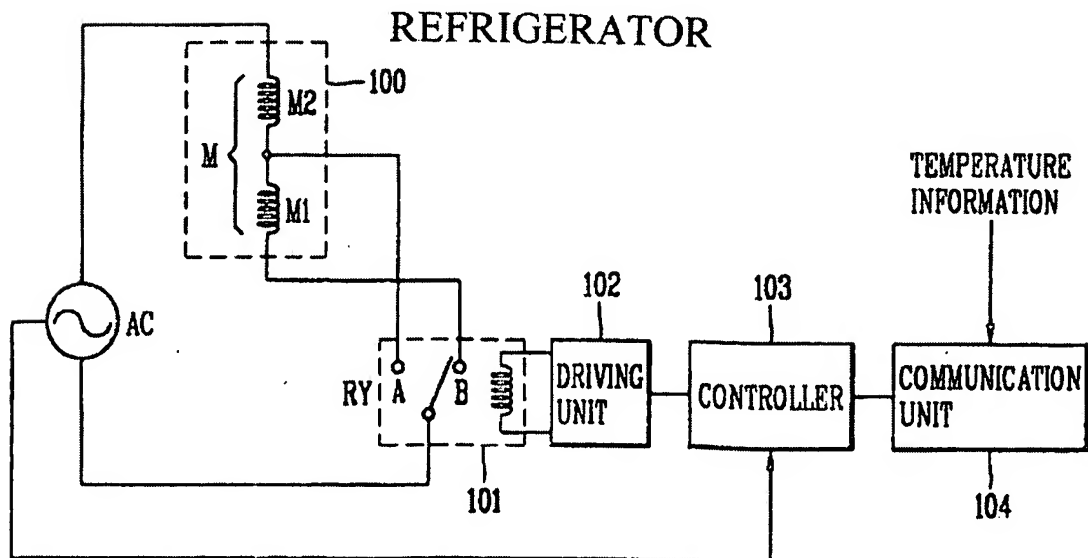 REFRIGERATOR
100
M2
M
M1
TEMPERATURE
INFORMATION
AC
102
103
RY A B
DRIVING
UNIT
CONTROLLER
COMMUNICATION
UNIT
101
104